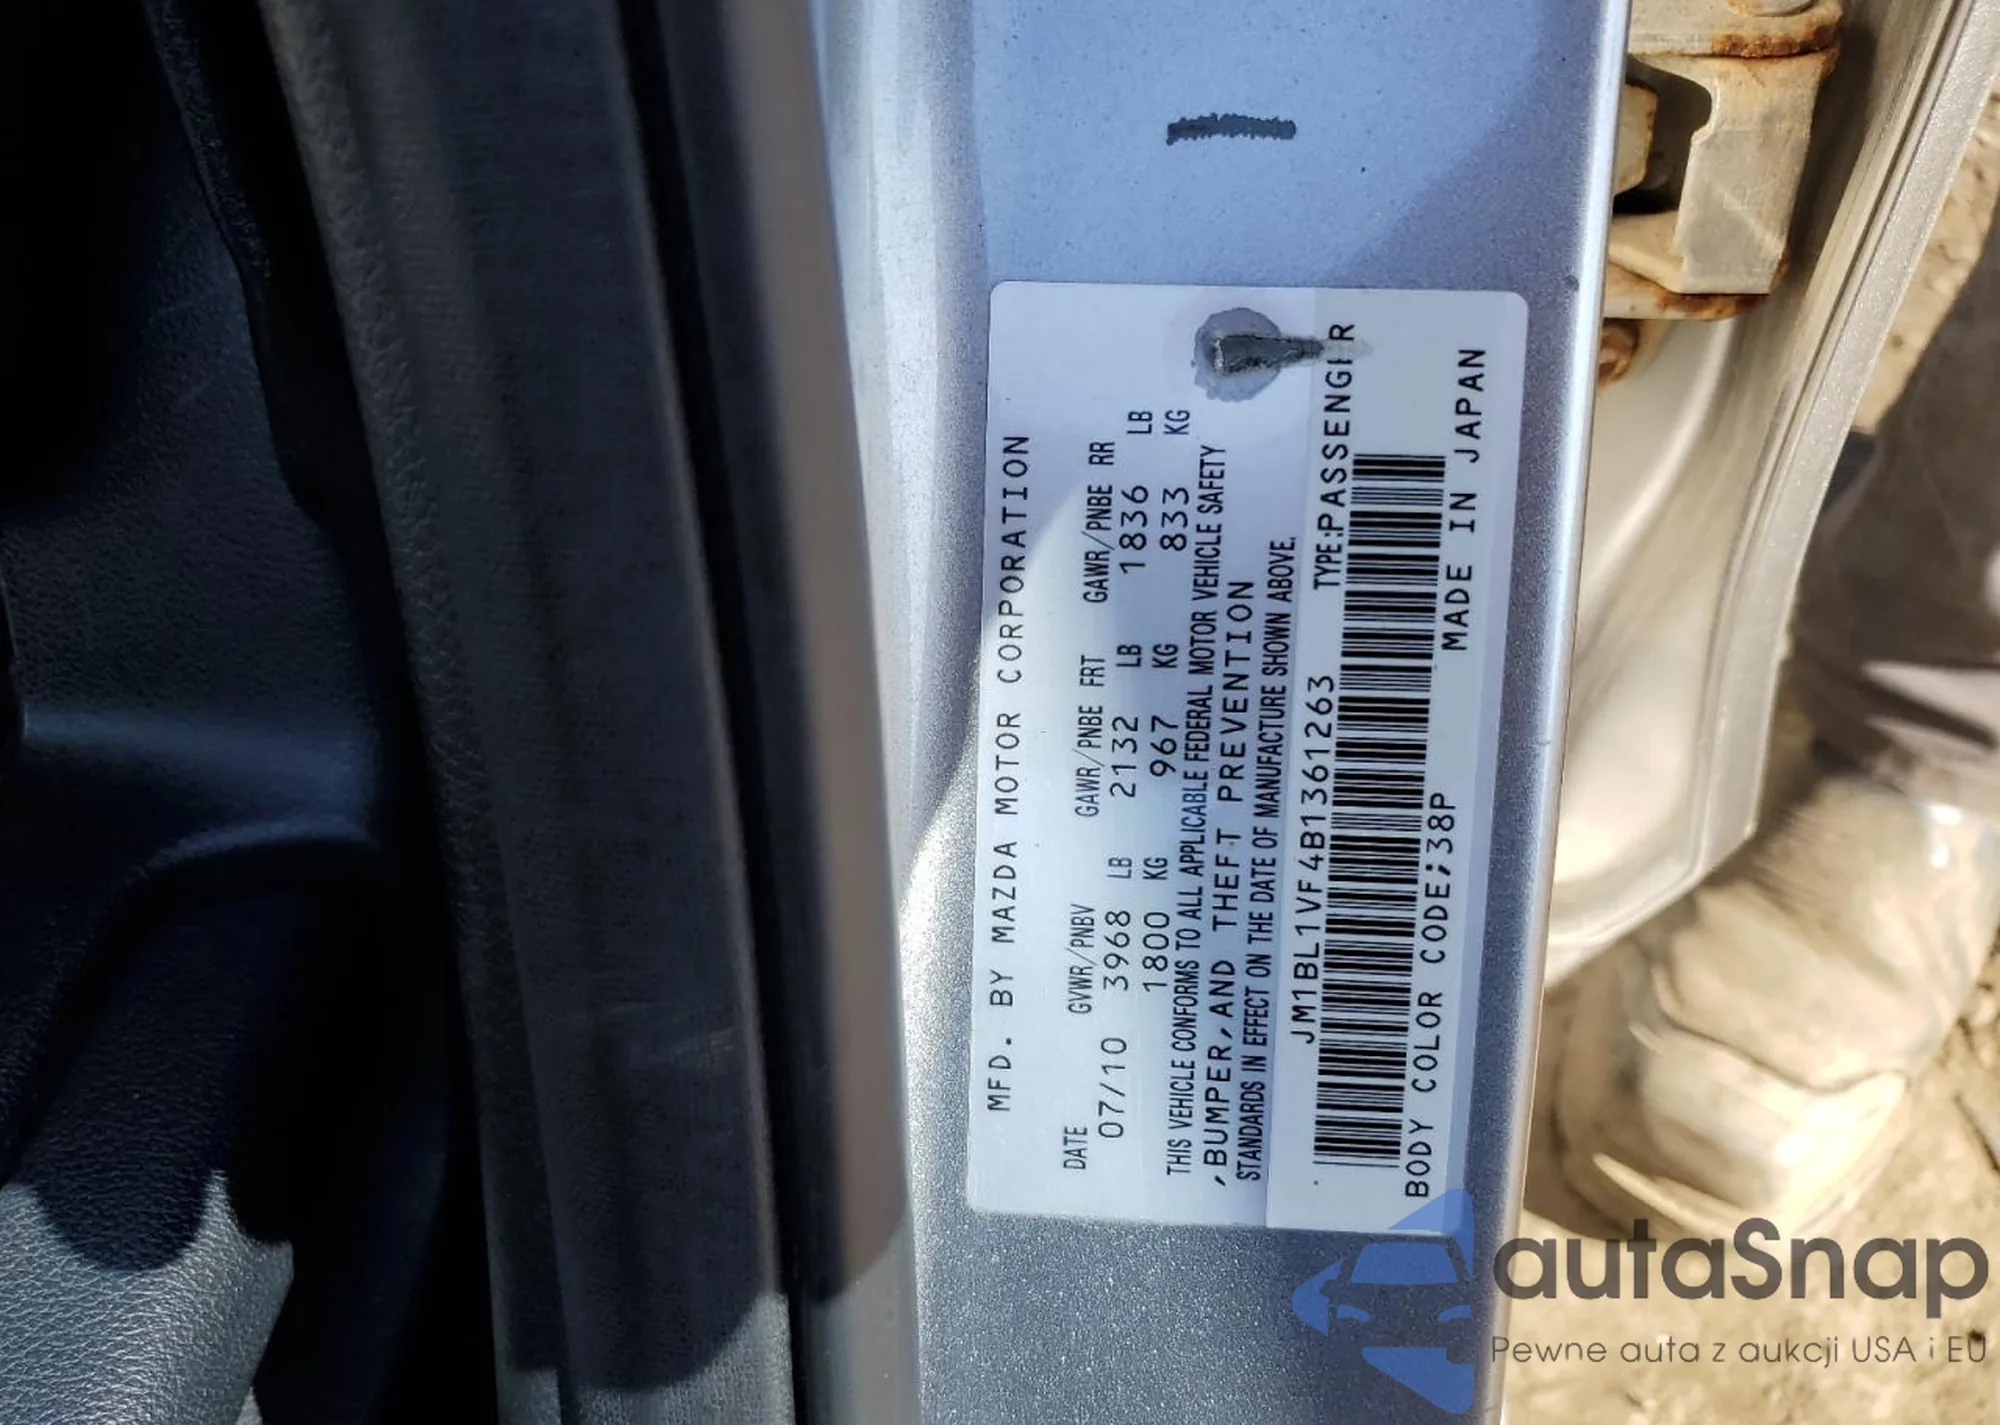 MFD. BY MAZDA MOTOR CORPORATION
DATE GVWR/PNBV GAWR/PNBE FRT GAWR/PNBE RR
07/10 3968 LB 2132 LB 1836 LB
1800 KG 967 KG 833 KG
THIS VEHICLE CONFORMS TO ALL APPLICABLE FEDERAL MOTOR VEHICLE SAFETY
,BUMPER,AND THEFT PREVENTION
STANDARDS IN EFFECT ON THE DATE OF MANUFACTURE SHOWN ABOVE.
JM1BL1VF4B1361263 TYPE:PASSENGER
BODY COLOR CODE;38P MADE IN JAPAN
autaSnap
Pewne auta z aukcji USA i EU